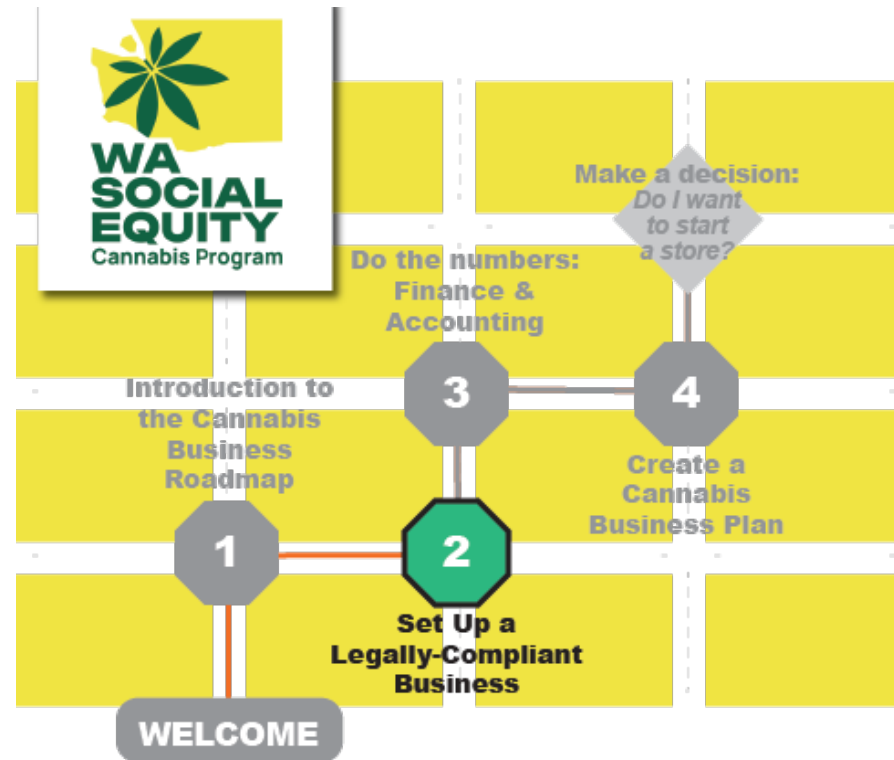 WA
SOCIAL
EQUITY
Cannabis Program
Make a decision:
Do I want
to start
a store?
Do the numbers:
Finance &
Accounting
3
4
Introduction to
the Cannabis
Business
Roadmap
Create a
Cannabis
Business Plan
1
2
Set Up a
Legally-Compliant
Business
WELCOME